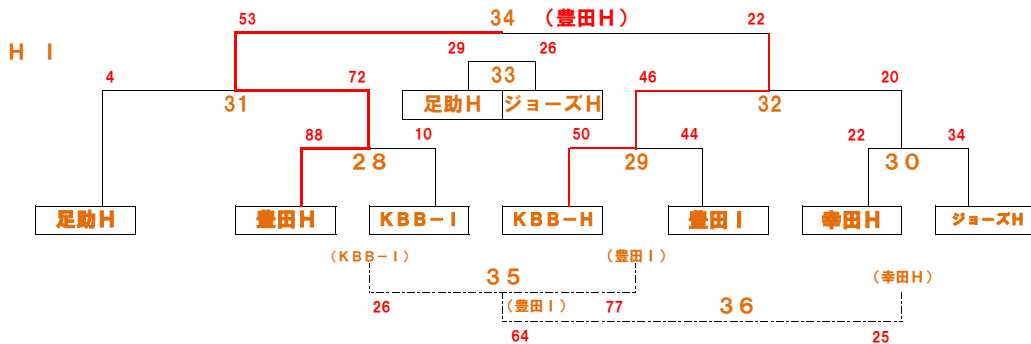 53 34 （豊田Ｈ） 22
Ｈ Ｉ
29 26
4 72 33 46 20
31 足助Ｈ ジョーズＨ 32
88 10 50 44 22 34
２８ 29 ３０
足助Ｈ 豊田Ｈ ＫＢＢ－Ｉ ＫＢＢ－Ｈ 豊田Ｉ 幸田Ｈ ジョーズＨ
（ＫＢＢ－Ｉ） （豊田Ｉ）
３５ （幸田Ｈ）
26 （豊田Ｉ） 77 ３６
64 25